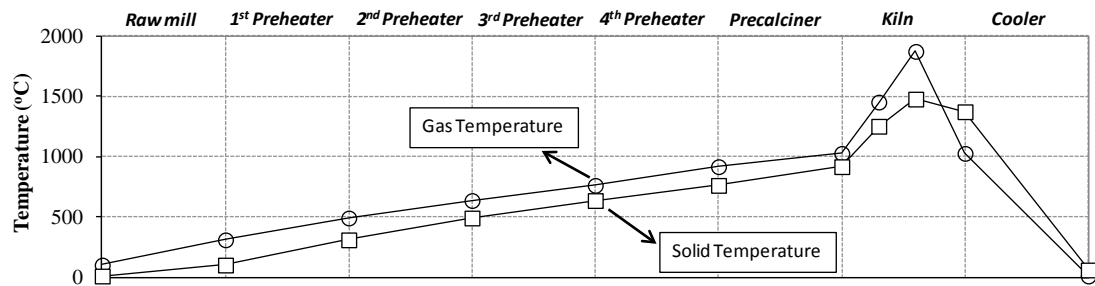 Raw mill 1st Preheater 2nd Preheater 3rd Preheater 4th Preheater Precalciner Kiln Cooler
2000
1500
1000
500
0
Temperature (°C)
Gas Temperature
Solid Temperature